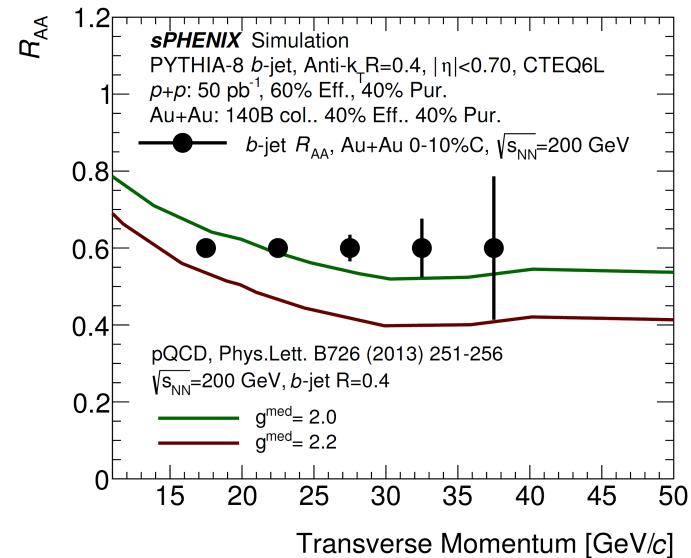 R_AA
1.2
1
0.8
0.6
0.4
0.2
0
sPHENIX Simulation
PYTHIA-8 b-jet, Anti-k_T R=0.4, |η|<0.70, CTEQ6L
p+p: 50 pb⁻¹, 60% Eff., 40% Pur.
Au+Au: 140B col.. 40% Eff.. 40% Pur.
b-jet R_AA, Au+Au 0-10%C, √s_NN=200 GeV
pQCD, Phys.Lett. B726 (2013) 251-256
√s_NN=200 GeV, b-jet R=0.4
g^med= 2.0
g^med= 2.2
15 20 25 30 35 40 45 50
Transverse Momentum [GeV/c]